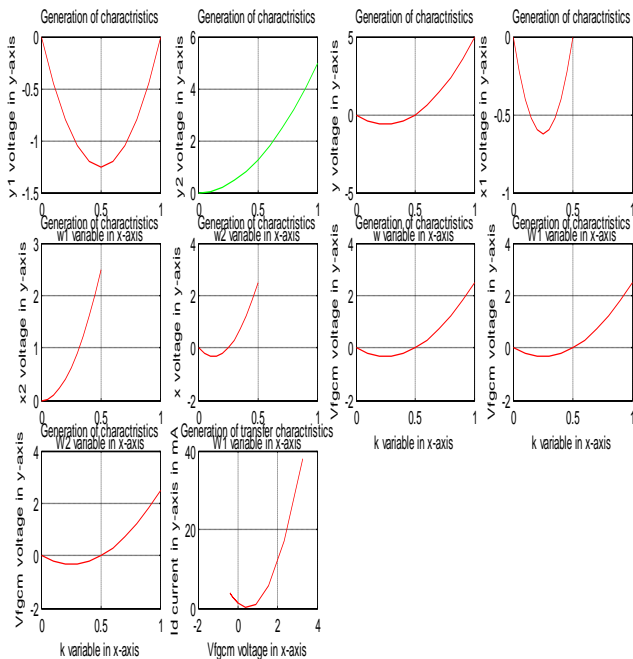 Generation of charactristics
Generation of charactristics
Generation of charactristics
Generation of charactristics
y1 voltage in y-axis
0
-0.5
-1
-1.5
0 0.5 1
w1 variable in x-axis
y2 voltage in y-axis
6
4
2
0
0 0.5 1
w2 variable in x-axis
y voltage in y-axis
5
0
-5
0 0.5 1
w variable in x-axis
x1 voltage in y-axis
0
-0.5
-1
0 0.5 1
W1 variable in x-axis
Generation of charactristics
Generation of charactristics
Generation of charactristics
Generation of charactristics
x2 voltage in y-axis
3
2
1
0
0 0.5 1
W2 variable in x-axis
x voltage in y-axis
4
2
0
-2
0 0.5 1
W1 variable in x-axis
Vfgcm voltage in y-axis
4
2
0
-2
0 0.5 1
k variable in x-axis
Vfgcm voltage in y-axis
4
2
0
-2
0 0.5 1
k variable in x-axis
Generation of charactristics
Generation of transfer charactristics
Vfgcm voltage in y-axis
4
2
0
-2
0 0.5 1
k variable in x-axis
Id current in y-axis in mA
40
20
0
-2 0 2 4
Vfgcm voltage in x-axis